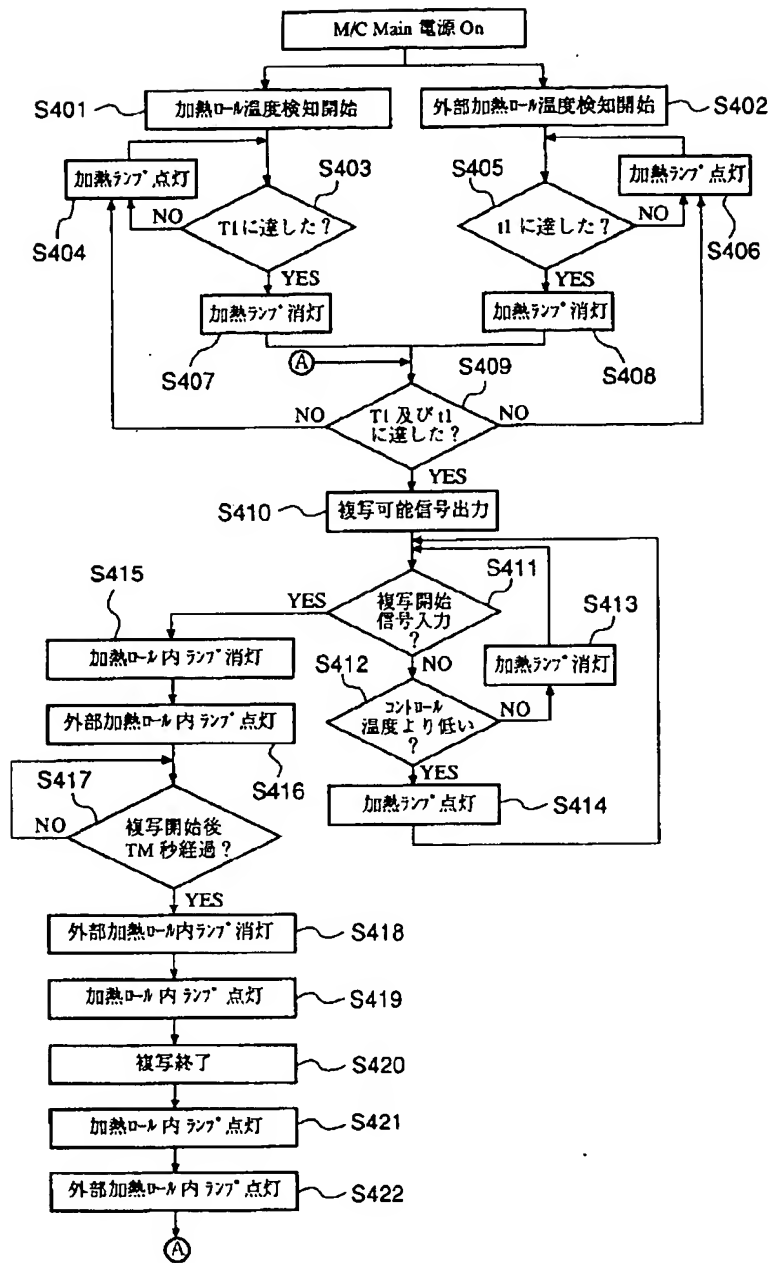 M/C Main 電源 On
S401
加熱ﾛｰﾙ温度検知開始
外部加熱ﾛｰﾙ温度検知開始
S402
加熱ﾗﾝﾌﾟ点灯
S404
NO
S403
T1に達した?
YES
S405
t1に達した?
NO
YES
加熱ﾗﾝﾌﾟ点灯
S406
加熱ﾗﾝﾌﾟ消灯
S407
加熱ﾗﾝﾌﾟ消灯
S408
A
S409
NO
T1 及び t1
に達した?
NO
YES
S410
複写可能信号出力
S411
YES
複写開始
信号入力
?
NO
S413
加熱ﾗﾝﾌﾟ消灯
S412
ｺﾝﾄﾛｰﾙ
温度より低い
?
NO
YES
加熱ﾗﾝﾌﾟ点灯
S414
S415
加熱ﾛｰﾙ内ﾗﾝﾌﾟ消灯
外部加熱ﾛｰﾙ内ﾗﾝﾌﾟ点灯
S416
S417
NO
複写開始後
TM 秒経過?
YES
外部加熱ﾛｰﾙ内ﾗﾝﾌﾟ消灯
S418
加熱ﾛｰﾙ内ﾗﾝﾌﾟ点灯
S419
複写終了
S420
加熱ﾛｰﾙ内ﾗﾝﾌﾟ点灯
S421
外部加熱ﾛｰﾙ内ﾗﾝﾌﾟ点灯
S422
A